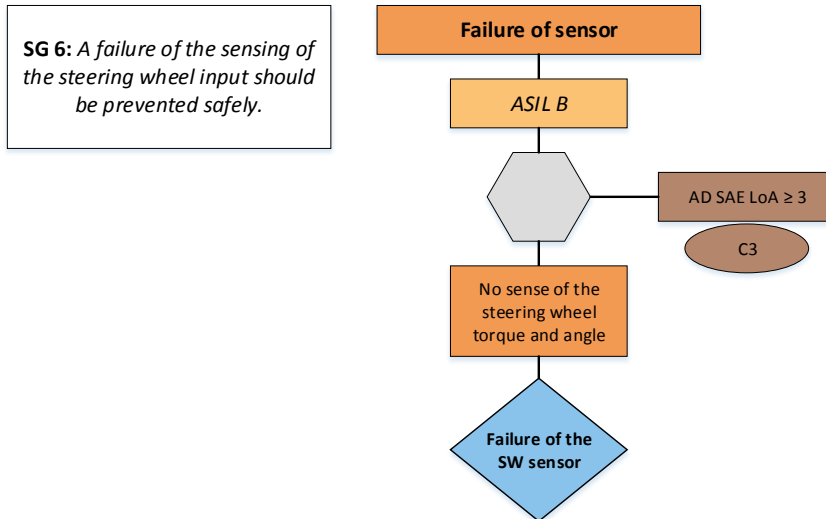 SG 6: A failure of the sensing of
the steering wheel input should
be prevented safely.
Failure of sensor
ASIL B
AD SAE LoA ≥ 3
C3
No sense of the
steering wheel
torque and angle
Failure of the
SW sensor